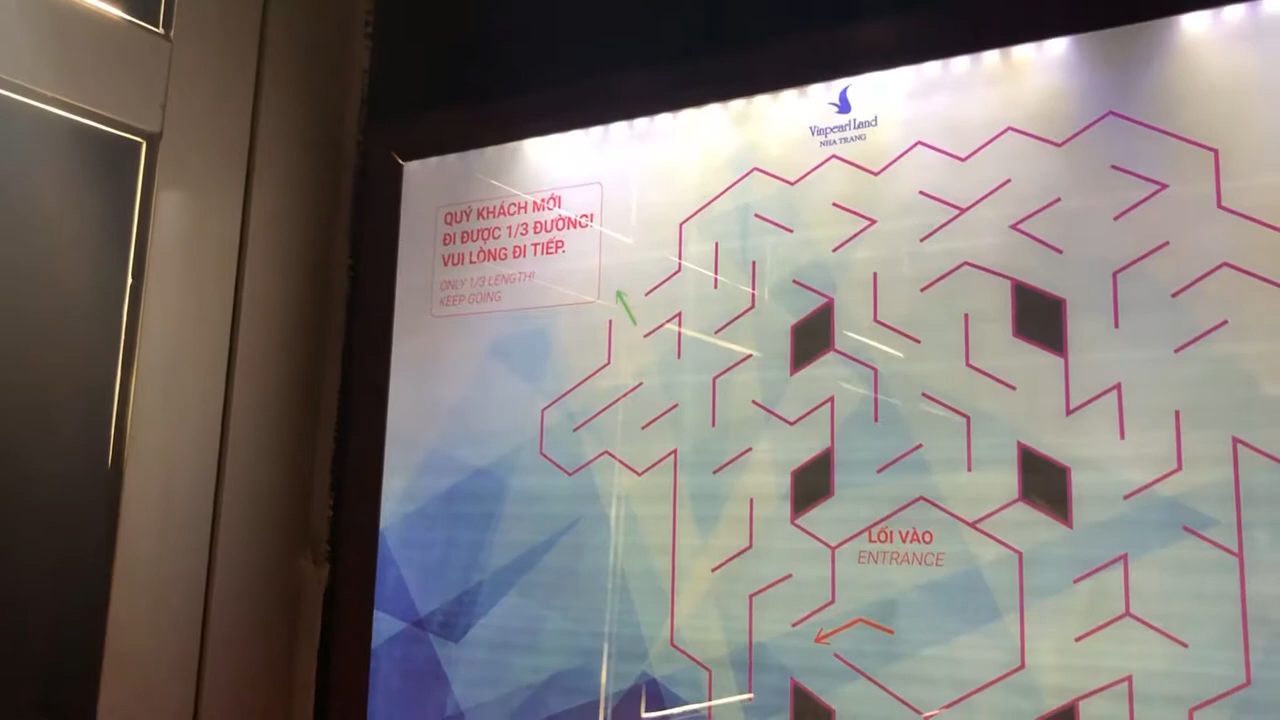 Vinpearl Land
NHA TRANG
QUÝ KHÁCH MỚI
ĐI ĐƯỢC 1/3 ĐƯỜNG!
VUI LÒNG ĐI TIẾP.
ONLY 1/3 LENGTH!
KEEP GOING
LỐI VÀO
ENTRANCE